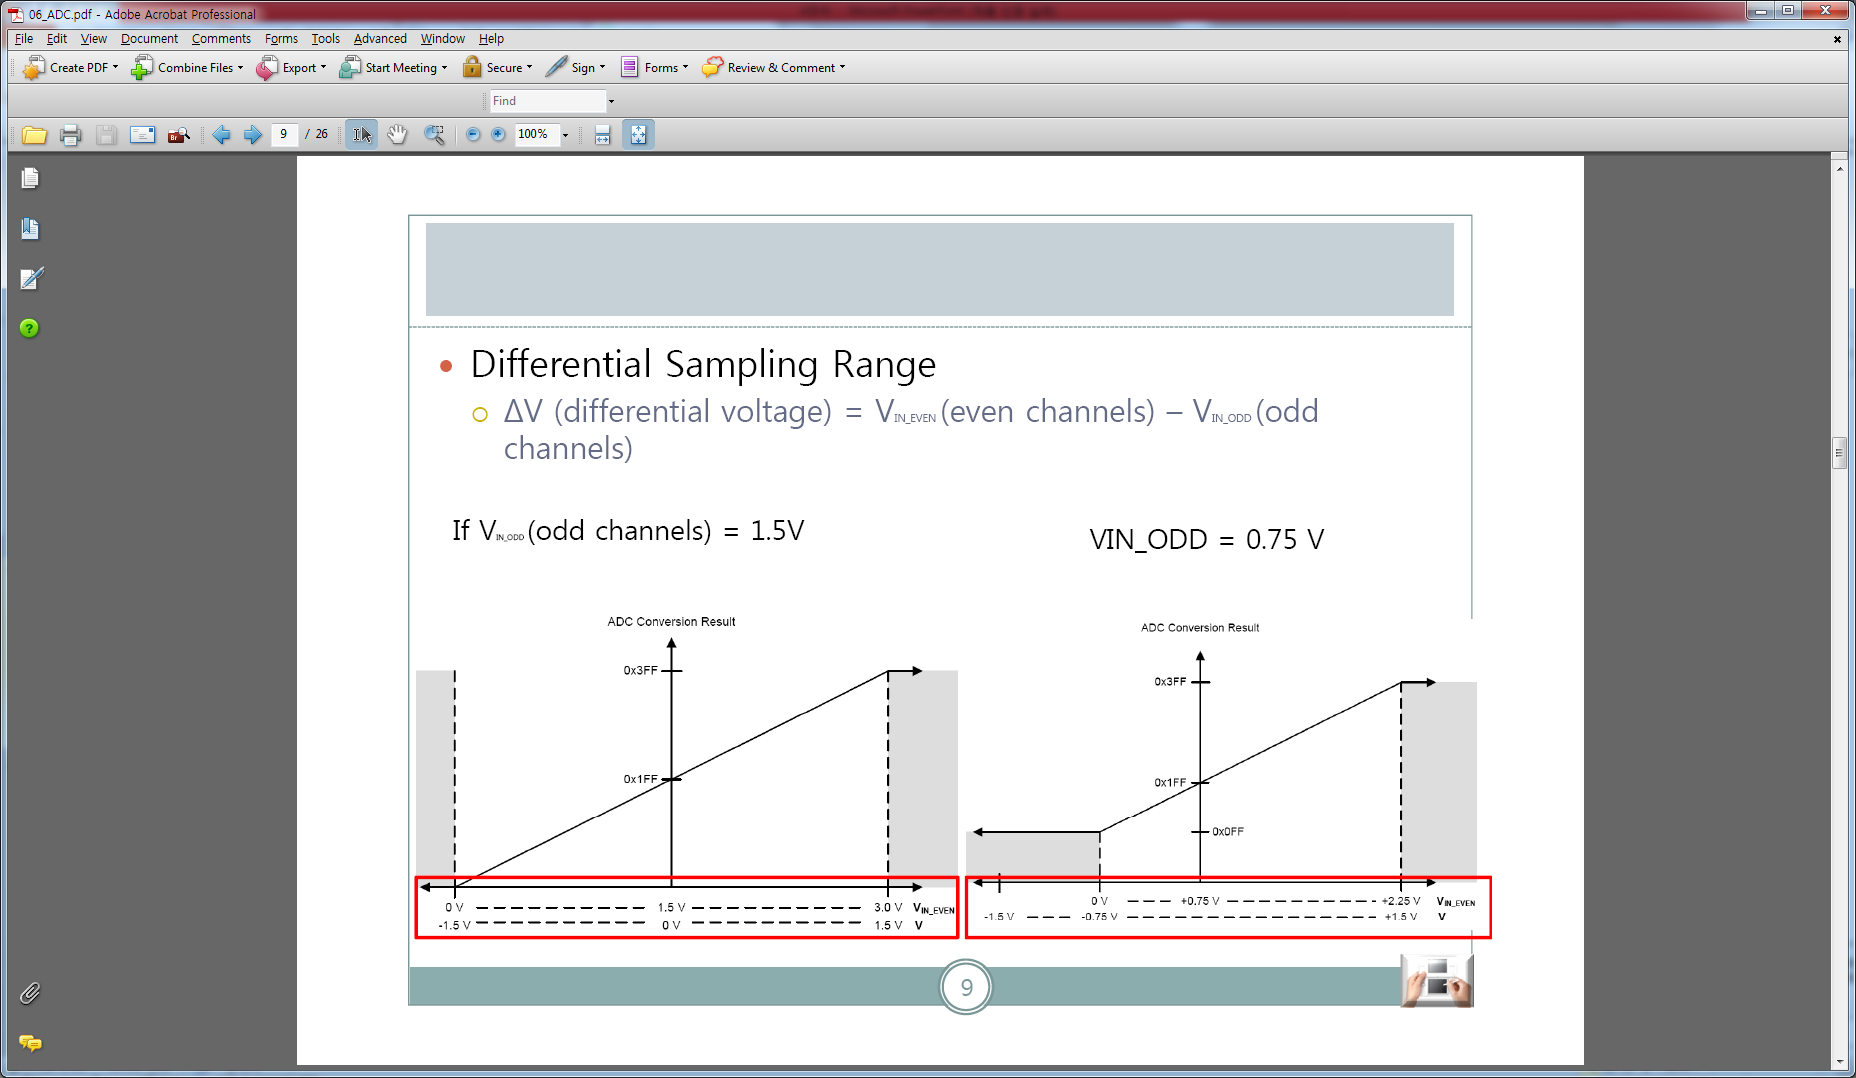 06_ADC.pdf - Adobe Acrobat Professional
File Edit View Document Comments Forms Tools Advanced Window Help
Create PDF Combine Files Export Start Meeting Secure Sign Forms Review & Comment
Find
9 / 26 100%
Differential Sampling Range
ΔV (differential voltage) = VIN_EVEN (even channels) – VIN_ODD (odd
channels)
If VIN_ODD (odd channels) = 1.5V
VIN_ODD = 0.75 V
ADC Conversion Result
0x3FF
0x1FF
0 V 1.5 V 3.0 V VIN_EVEN
-1.5 V 0 V 1.5 V V
ADC Conversion Result
0x3FF
0x1FF
0x0FF
0 V +0.75 V +2.25 V VIN_EVEN
-1.5 V -0.75 V +1.5 V V
9